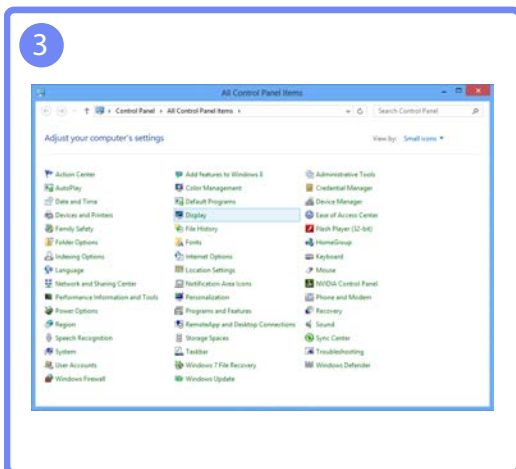 3
All Control Panel Items
Control Panel All Control Panel Items Search Control Panel
Adjust your computer's settings View by: Small icons
Action Center Add features to Windows 8 Administrative Tools
AutoPlay Color Management Credential Manager
Date and Time Default Programs Device Manager
Devices and Printers Display Ease of Access Center
Family Safety File History Flash Player (32-bit)
Folder Options Fonts HomeGroup
Indexing Options Internet Options Keyboard
Language Location Settings Mouse
Network and Sharing Center Notification Area Icons NVIDIA Control Panel
Performance Information and Tools Personalization Phone and Modem
Power Options Programs and Features Recovery
Region RemoteApp and Desktop Connections Sound
Speech Recognition Storage Spaces Sync Center
System Taskbar Troubleshooting
User Accounts Windows 7 File Recovery Windows Defender
Windows Firewall Windows Update